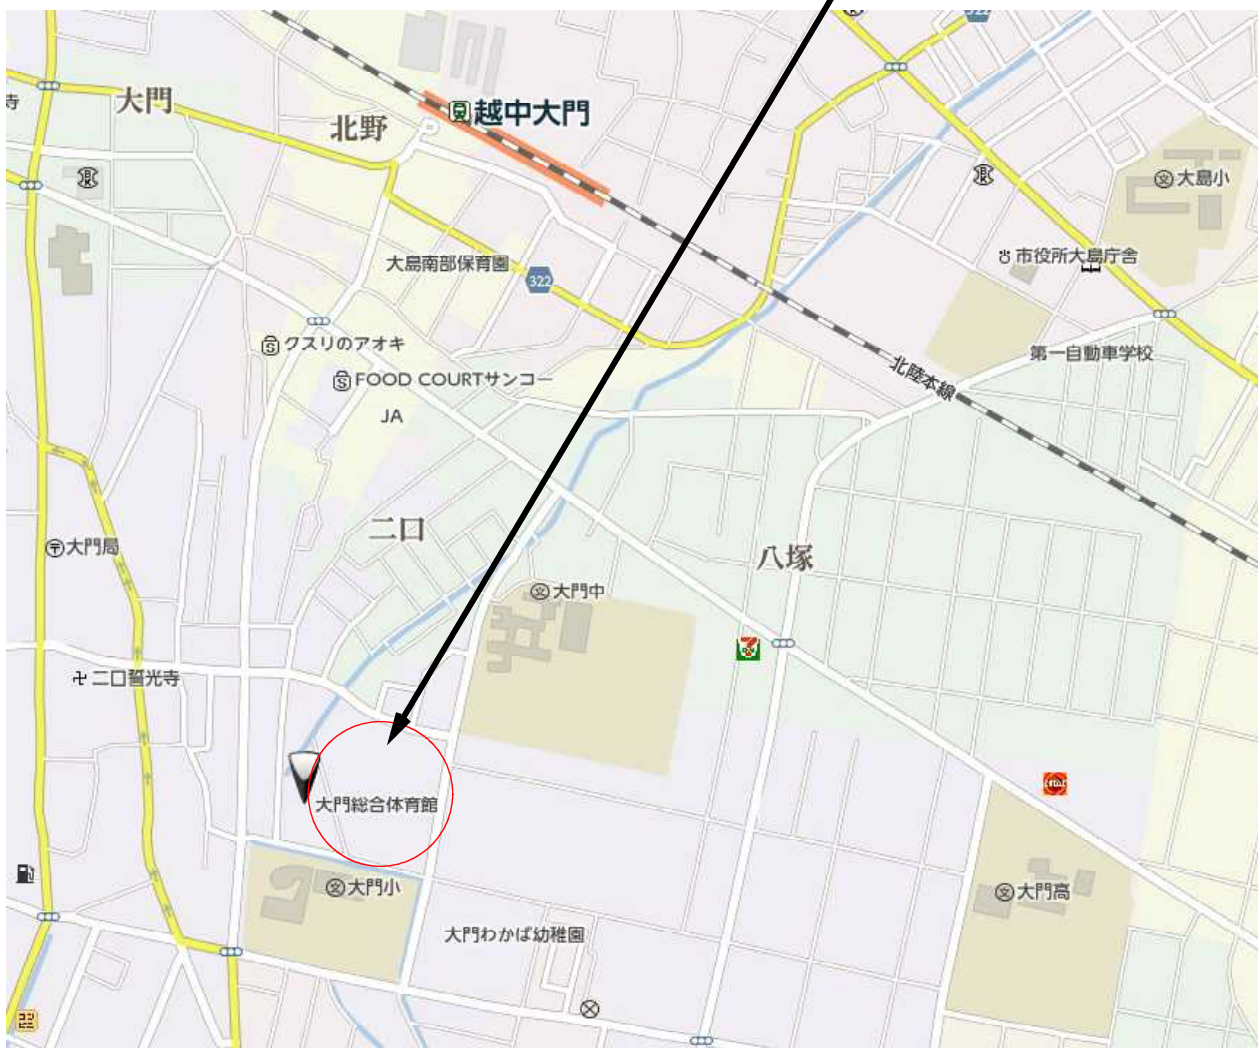 322
寺
大門
越中大門
北野
大島小
大島南部保育園
市役所大島庁舎
322
クスリのアオキ
第一自動車学校
FOOD COURTサンコー
北陸本線
JA
二口
大門局
八塚
大門中
二口誓光寺
大門総合体育館
大門小
大門高
大門わかば幼稚園